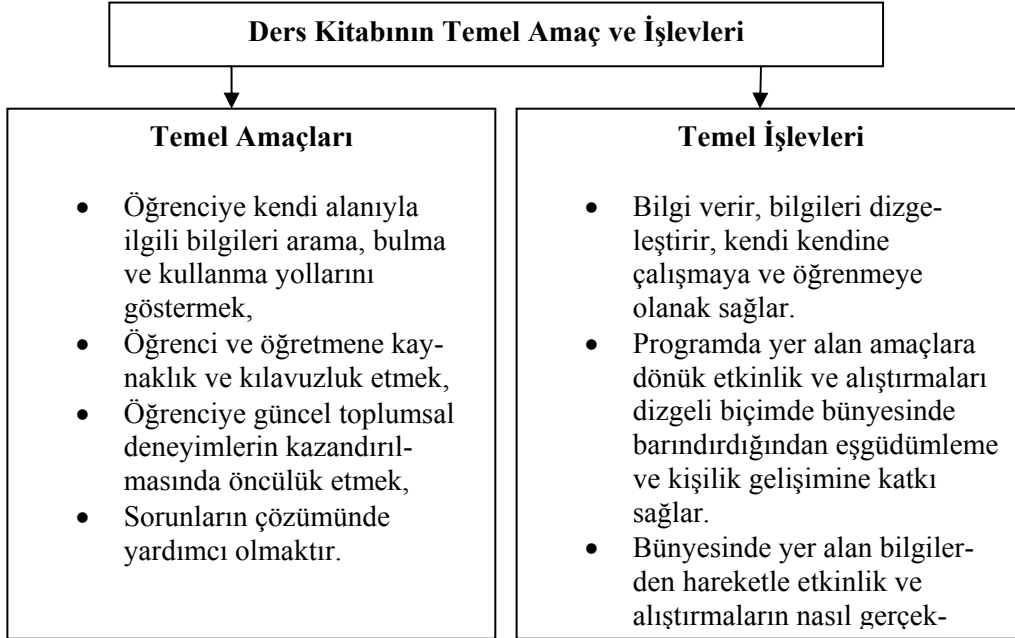 Ders Kitabının Temel Amaç ve İşlevleri
Temel Amaçları
• Öğrenciye kendi alanıyla
ilgili bilgileri arama, bulma
ve kullanma yollarını
göstermek,
• Öğrenci ve öğretmene kay-
naklık ve kılavuzluk etmek,
• Öğrenciye güncel toplumsal
deneyimlerin kazandırıl-
masında öncülük etmek,
• Sorunların çözümünde
yardımcı olmaktır.
Temel İşlevleri
• Bilgi verir, bilgileri dizge-
leştirir, kendi kendine
çalışmaya ve öğrenmeye
olanak sağlar.
• Programda yer alan amaçlara
dönük etkinlik ve alıştırmaları
dizgeli biçimde bünyesinde
barındırdığından eşgüdümleme
ve kişilik gelişimine katkı
sağlar.
• Bünyesinde yer alan bilgiler-
den hareketle etkinlik ve
alıştırmaların nasıl gerçek-